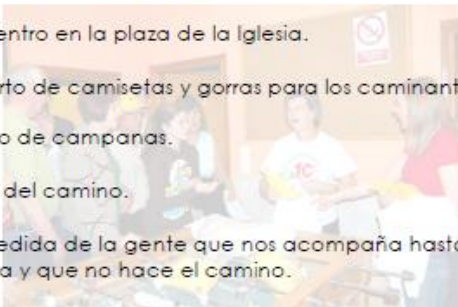 entro en la plaza de la Iglesia.
rto de camisetas y gorras para los caminant
o de campanas.
del camino.
edida de la gente que nos acompaña hasta
a y que no hace el camino.